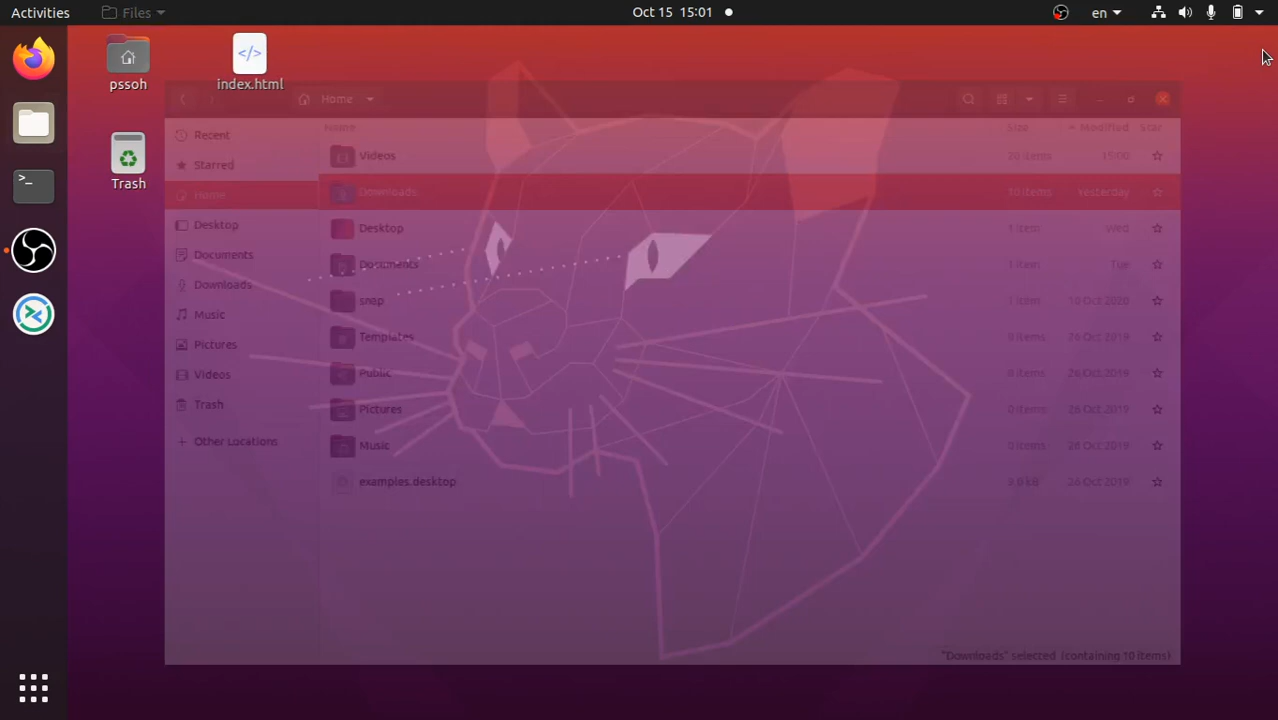 Activities Files Oct 15 15:01 en
pssoh
index.html
Trash
Home
Recent
Starred
Home
Desktop
Documents
Downloads
Music
Pictures
Videos
Trash
Other Locations
Name Size Modified Star
Videos 20 items 15:00
Downloads 10 items Yesterday
Desktop 1 item Wed
Documents 1 item Tue
snap 1 item 10 Oct 2020
Templates 0 items 26 Oct 2019
Public 0 items 26 Oct 2019
Pictures 0 items 26 Oct 2019
Music 0 items 26 Oct 2019
examples.desktop 9,0 kB 26 Oct 2019
"Downloads" selected (containing 10 items)